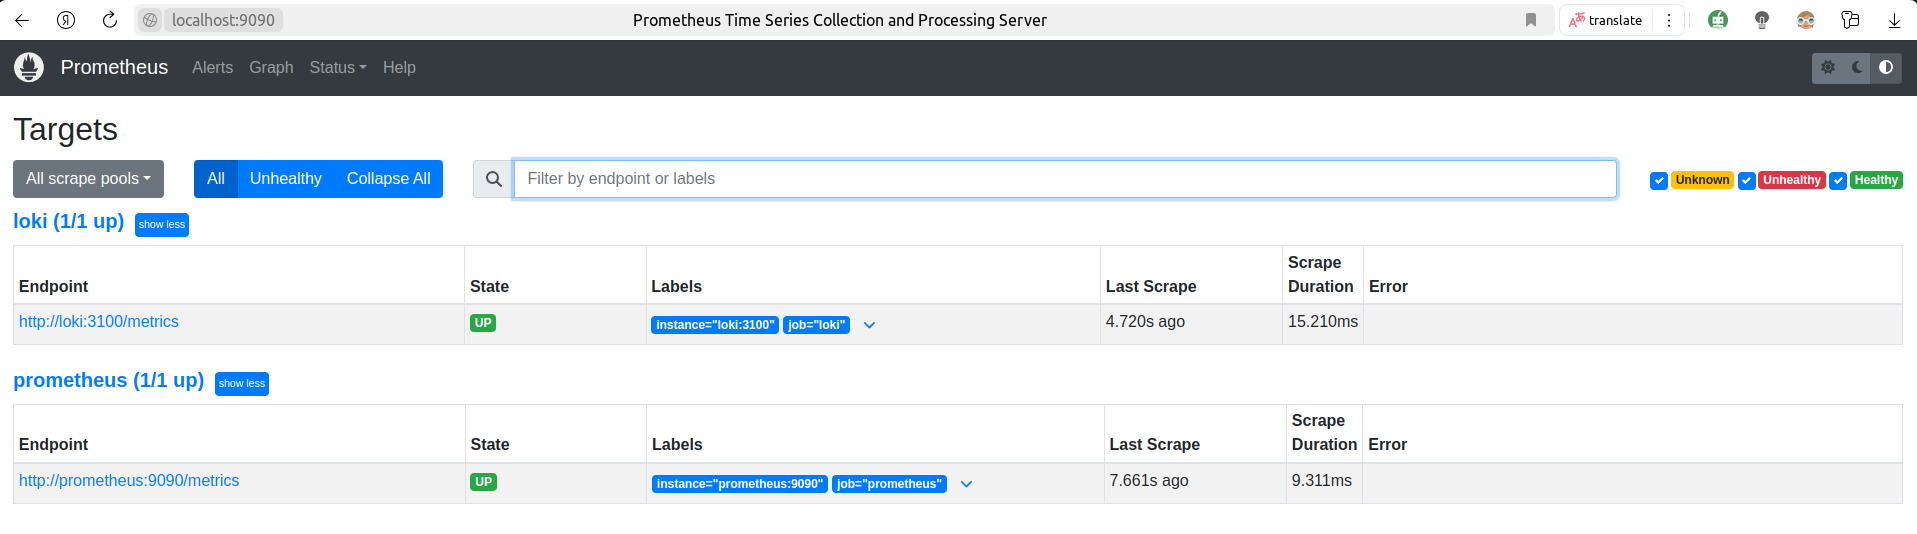 Я localhost:9090 Prometheus Time Series Collection and Processing Server translate
Prometheus Alerts Graph Status Help
Targets
All scrape pools All Unhealthy Collapse All Filter by endpoint or labels Unknown Unhealthy Healthy
loki (1/1 up) show less
Endpoint State Labels Last Scrape Scrape Duration Error
http://loki:3100/metrics UP instance="loki:3100" job="loki" 4.720s ago 15.210ms
prometheus (1/1 up) show less
Endpoint State Labels Last Scrape Scrape Duration Error
http://prometheus:9090/metrics UP instance="prometheus:9090" job="prometheus" 7.661s ago 9.311ms